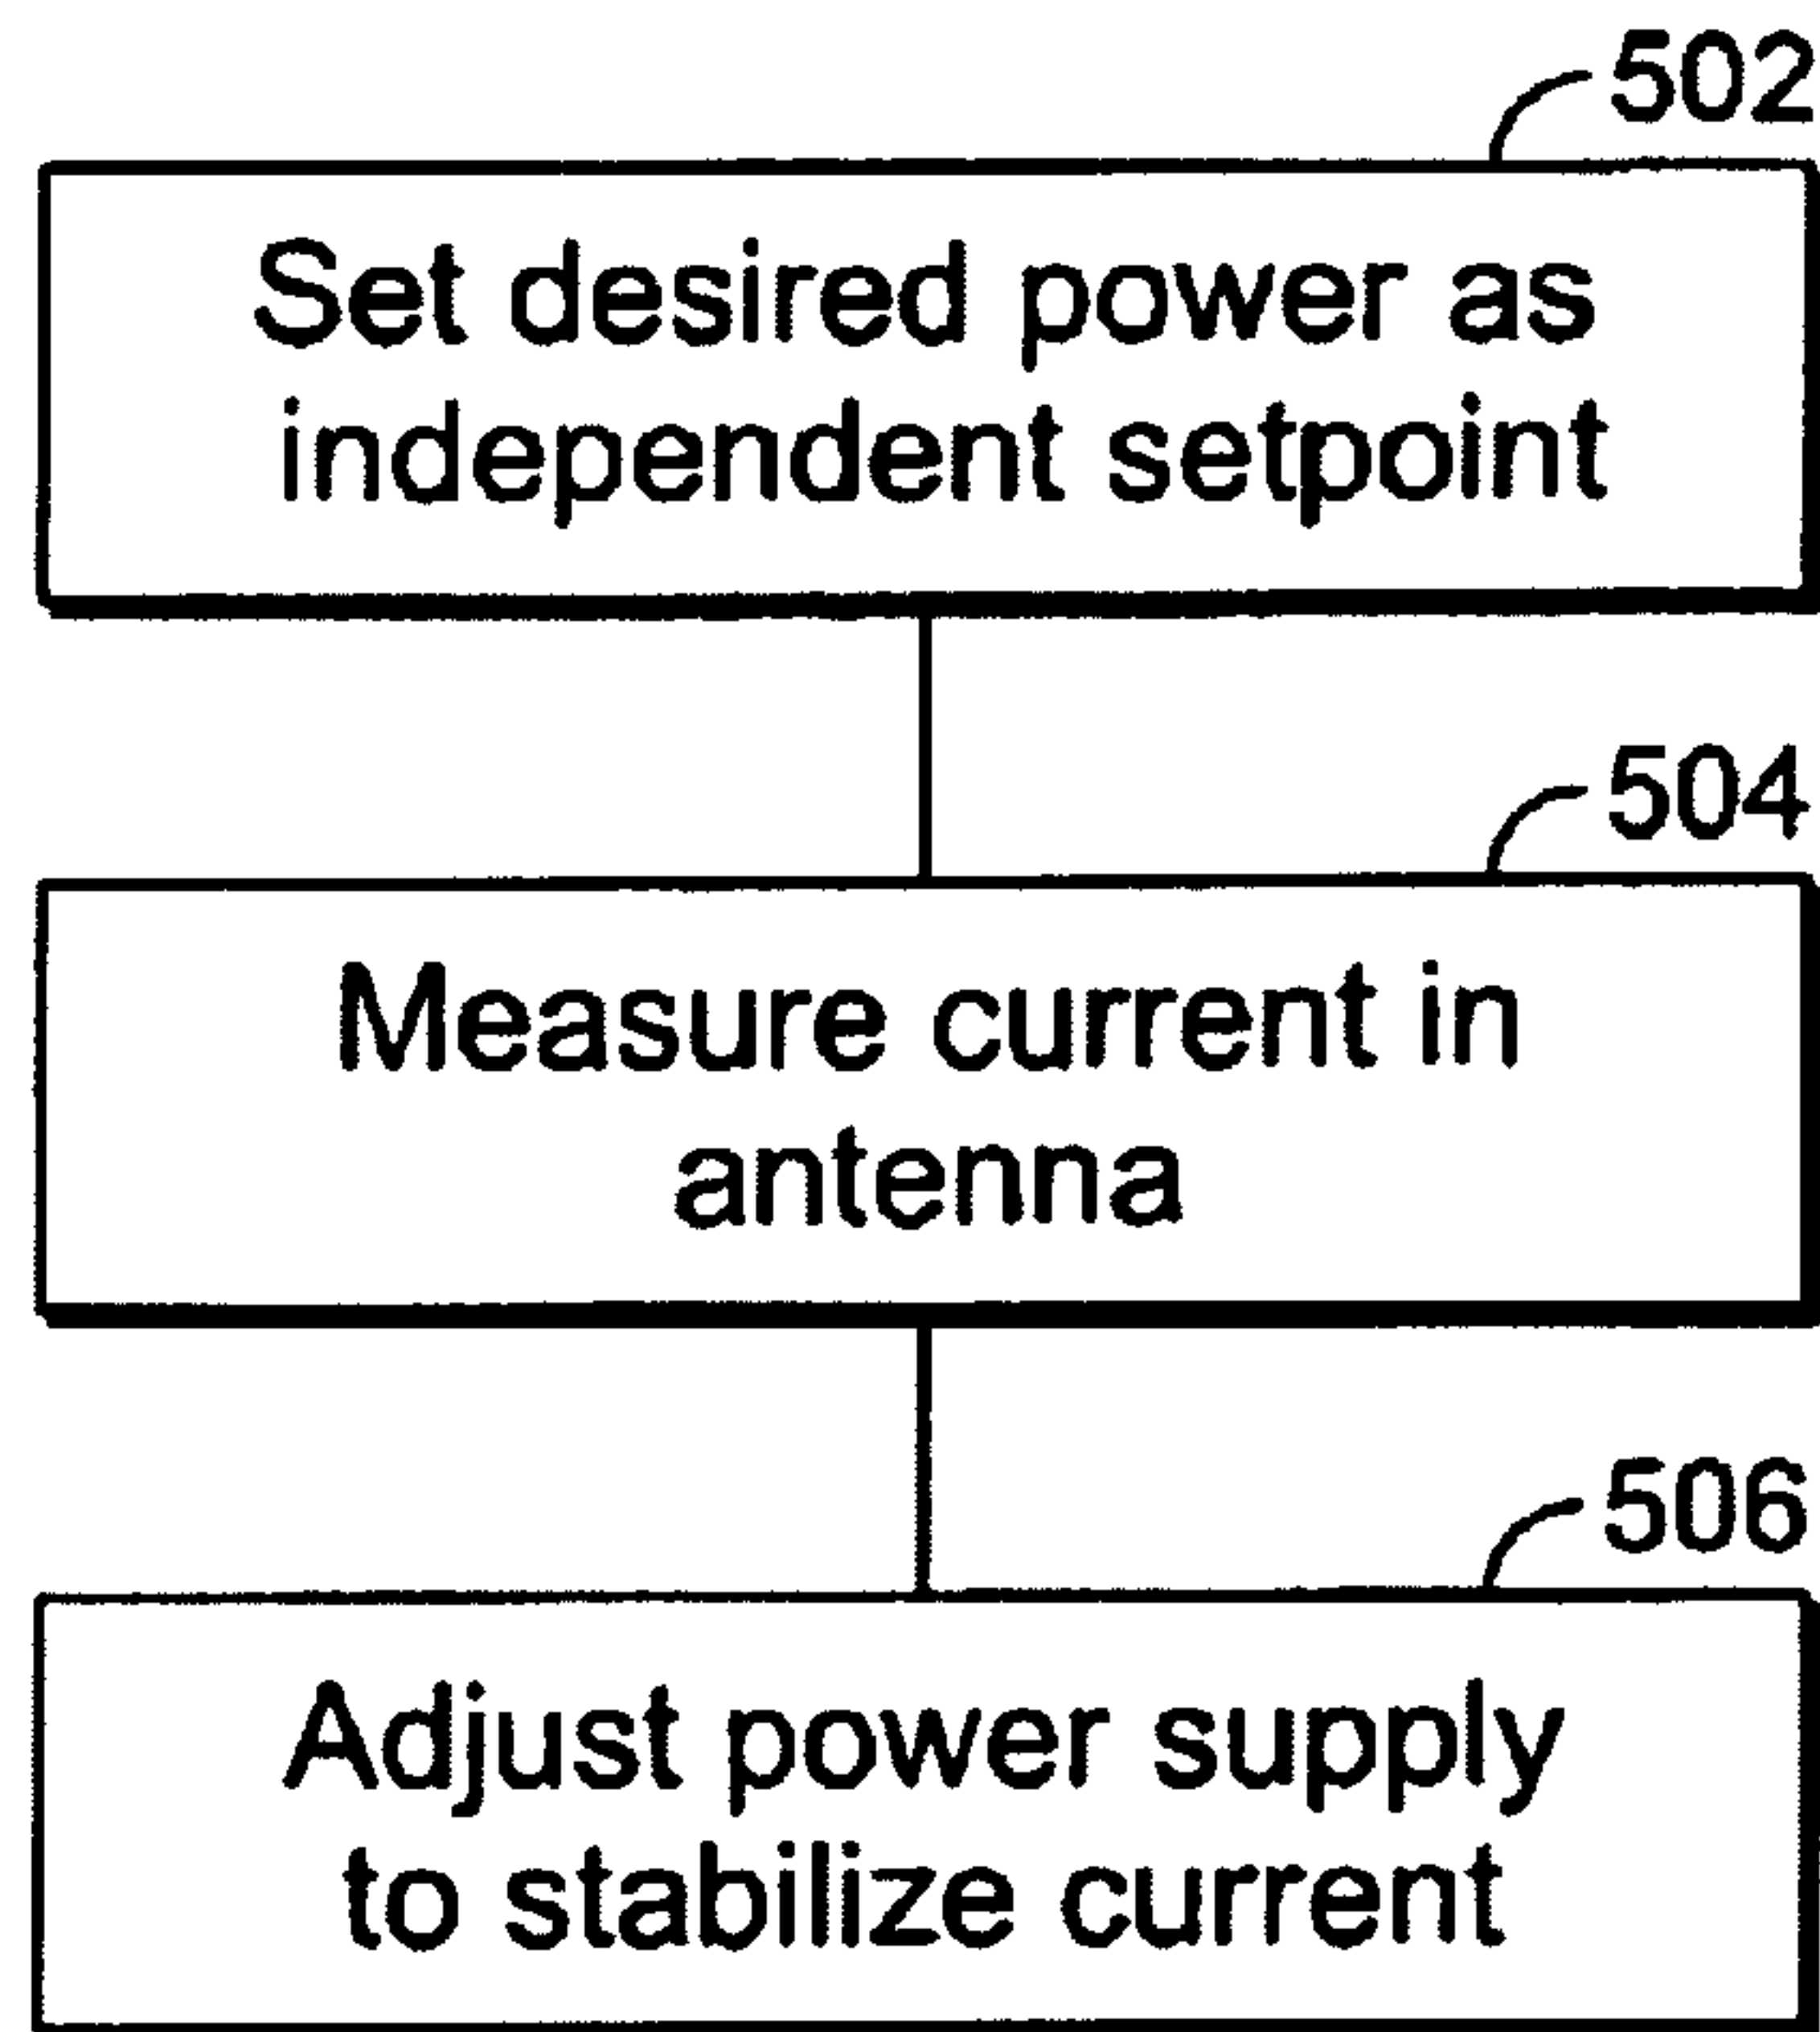 502
Set desired power as
independent setpoint
504
Measure current in
antenna
506
Adjust power supply
to stabilize current